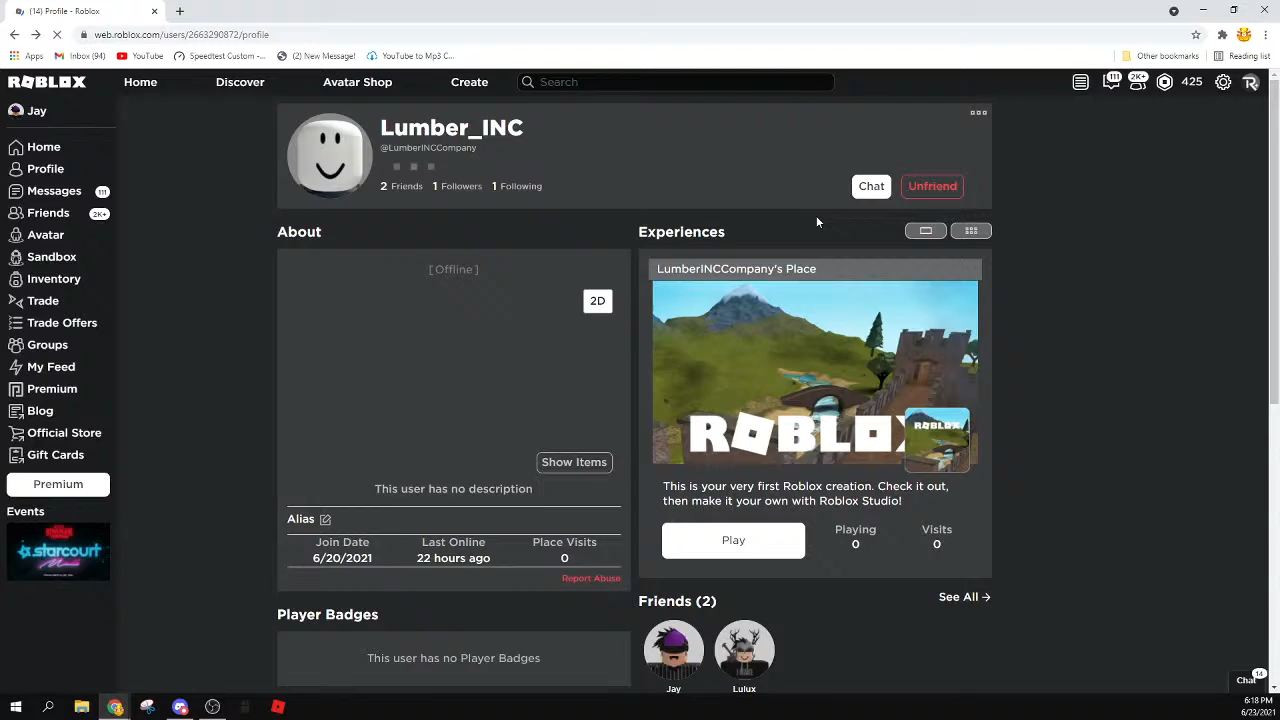 (14) Profile - Roblox
web.roblox.com/users/2663290872/profile
Apps
Inbox (94)
YouTube
Speedtest Custom -...
(2) New Message!
YouTube to Mp3 C...
Other bookmarks
Reading list
ROBLOX
Home
Discover
Avatar Shop
Create
Search
111
2K+
425
Jay
Home
Profile
Messages
111
Friends
2K+
Avatar
Sandbox
Inventory
Trade
Trade Offers
Groups
My Feed
Premium
Blog
Official Store
Gift Cards
Premium
Events
starcourt
Lumber_INC
@LumberINCCompany
2 Friends 1 Followers 1 Following
Chat
Unfriend
About
[ Offline ]
2D
Show Items
This user has no description
Alias
Join Date Last Online Place Visits
6/20/2021 22 hours ago 0
Report Abuse
Player Badges
This user has no Player Badges
Experiences
LumberINCCompany's Place
ROBLOX
ROBLOX
This is your very first Roblox creation. Check it out,
then make it your own with Roblox Studio!
Play
Playing Visits
0 0
Friends (2)
See All
Jay Lulux
Chat
14
6:18 PM
6/23/2021